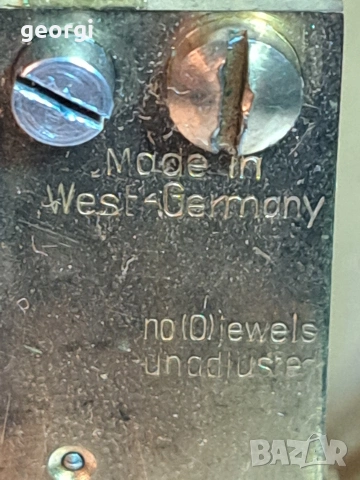 georgi
Made in
West-Germany
no (0) jewels
unadjusted
BAZAR